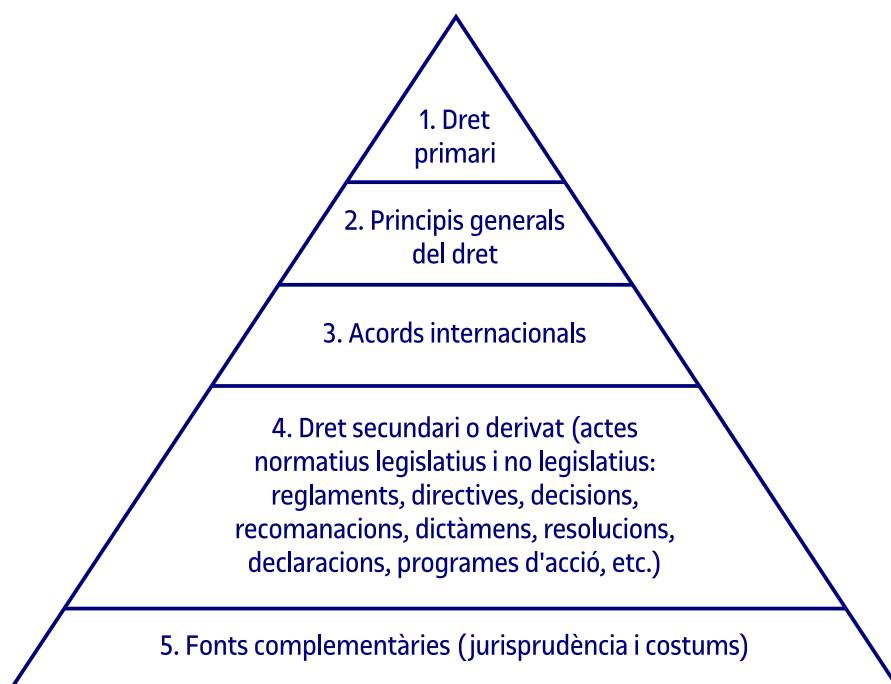 1. Dret
primari
2. Principis generals
del dret
3. Acords internacionals
4. Dret secundari o derivat (actes
normatius legislatius i no legislatius:
reglaments, directives, decisions,
recomanacions, dictàmens, resolucions,
declaracions, programes d'acció, etc.)
5. Fonts complementàries (jurisprudència i costums)